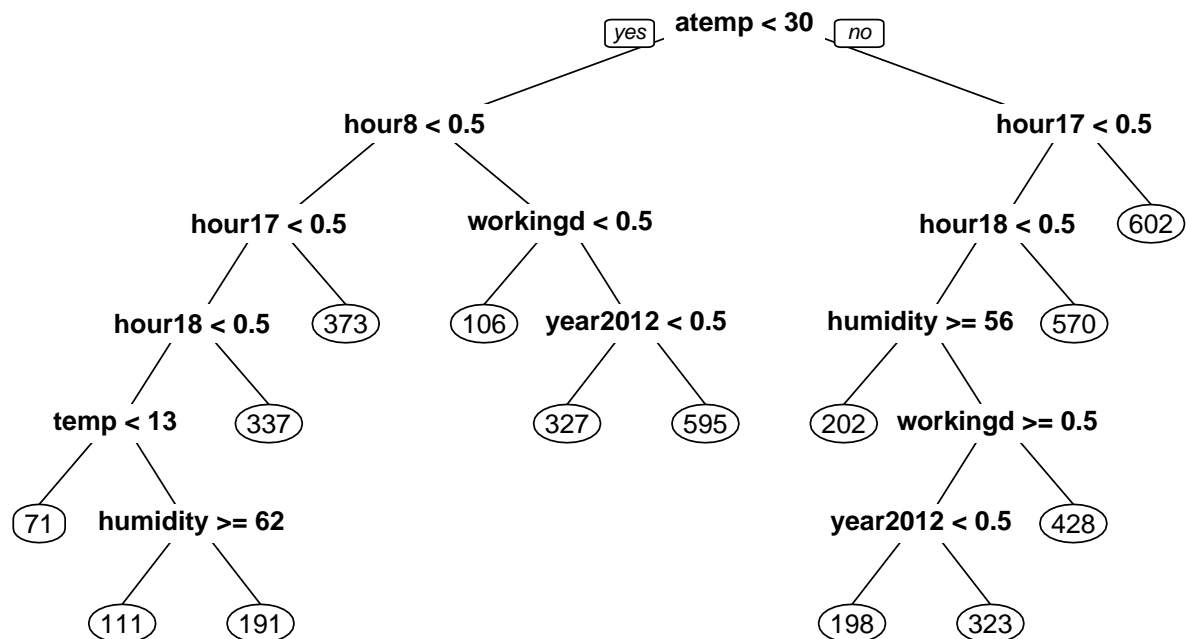 yes atemp < 30 no
hour8 < 0.5 hour17 < 0.5
hour17 < 0.5 workingd < 0.5 hour18 < 0.5 602
hour18 < 0.5 373 106 year2012 < 0.5 humidity >= 56 570
temp < 13 337 327 595 202 workingd >= 0.5
71 humidity >= 62 year2012 < 0.5 428
111 191 198 323